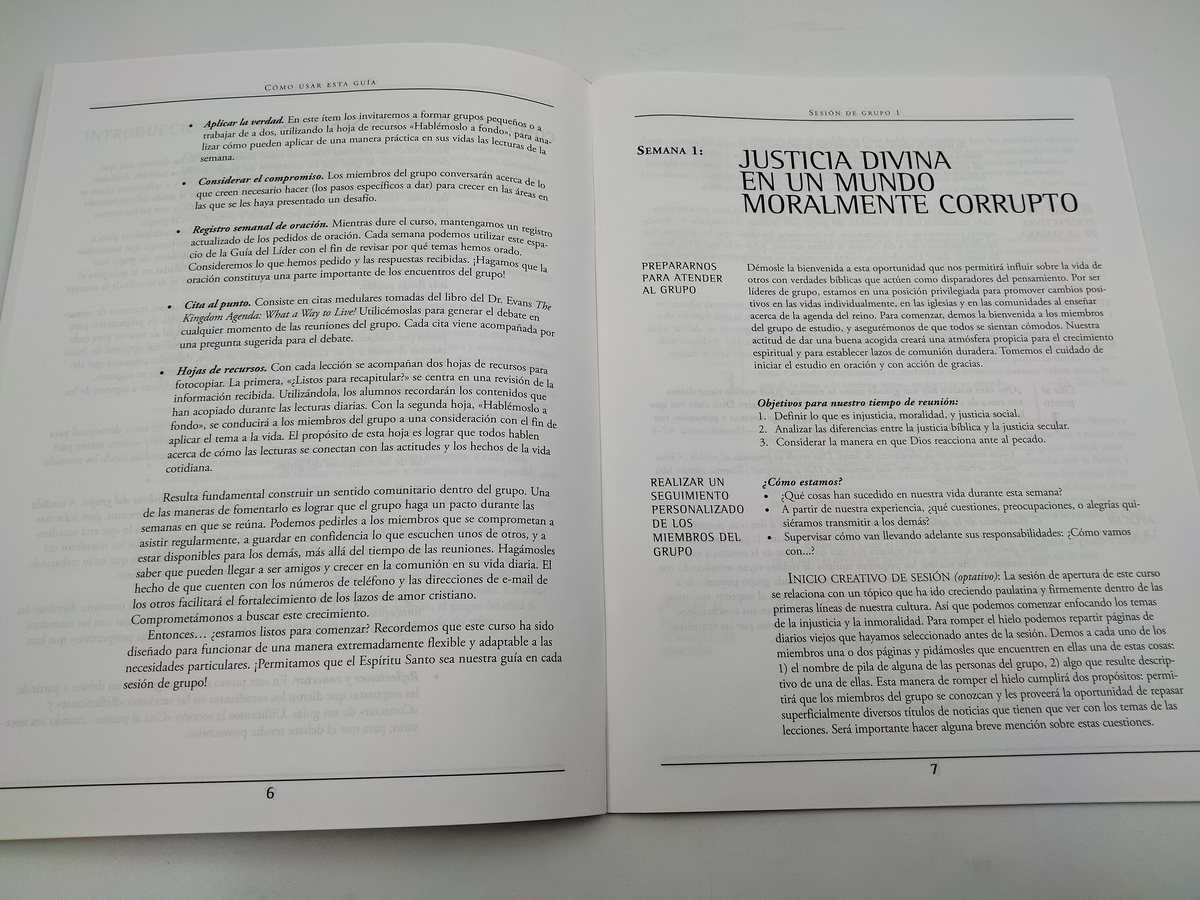 CÓMO USAR ESTA GUÍA
• Aplicar la verdad. En este ítem los invitaremos a formar grupos pequeños o a
trabajar de a dos, utilizando la hoja de recursos «Hablémoslo a fondo», para ana-
lizar cómo pueden aplicar de una manera práctica en sus vidas las lecturas de la
semana.
• Considerar el compromiso. Los miembros del grupo conversarán acerca de lo
que creen necesario hacer (los pasos específicos a dar) para crecer en las áreas en
las que se les haya presentado un desafío.
• Registro semanal de oración. Mientras dure el curso, mantengamos un registro
actualizado de los pedidos de oración. Cada semana podemos utilizar este espa-
cio de la Guía del Líder con el fin de revisar por qué temas hemos orado.
Consideremos lo que hemos pedido y las respuestas recibidas. ¡Hagamos que la
oración constituya una parte importante de los encuentros del grupo!
• Cita al punto. Consiste en citas medulares tomadas del libro del Dr. Evans The
Kingdom Agenda: What a Way to Live! Utilicémoslas para generar el debate en
cualquier momento de las reuniones del grupo. Cada cita viene acompañada por
una pregunta sugerida para el debate.
• Hojas de recursos. Con cada lección se acompañan dos hojas de recursos para
fotocopiar. La primera, «¿Listos para recapitular?» se centra en una revisión de la
información recibida. Utilizándola, los alumnos recordarán los contenidos que
han acopiado durante las lecturas diarias. Con la segunda hoja, «Hablémoslo a
fondo», se conducirá a los miembros del grupo a una consideración con el fin de
aplicar el tema a la vida. El propósito de esta hoja es lograr que todos hablen
acerca de cómo las lecturas se conectan con las actitudes y los hechos de la vida
cotidiana.
Resulta fundamental construir un sentido comunitario dentro del grupo. Una
de las maneras de fomentarlo es lograr que el grupo haga un pacto durante las
semanas en que se reúna. Podemos pedirles a los miembros que se comprometan a
asistir regularmente, a guardar en confidencia lo que escuchen unos de otros, y a
estar disponibles para los demás, más allá del tiempo de las reuniones. Hagámosles
saber que pueden llegar a ser amigos y crecer en la comunión en su vida diaria. El
hecho de que cuenten con los números de teléfono y las direcciones de e-mail de
los otros facilitará el fortalecimiento de los lazos de amor cristiano.
Comprometámonos a buscar este crecimiento.
Entonces… ¿estamos listos para comenzar? Recordemos que este curso ha sido
diseñado para funcionar de una manera extremadamente flexible y adaptable a las
necesidades particulares. ¡Permitamos que el Espíritu Santo sea nuestra guía en cada
sesión de grupo!
6
SESIÓN DE GRUPO 1
SEMANA 1:
JUSTICIA DIVINA
EN UN MUNDO
MORALMENTE CORRUPTO
PREPARARNOS
PARA ATENDER
AL GRUPO
Démosle la bienvenida a esta oportunidad que nos permitirá influir sobre la vida de
otros con verdades bíblicas que actúen como disparadores del pensamiento. Por ser
líderes de grupo, estamos en una posición privilegiada para promover cambios posi-
tivos en las vidas individualmente, en las iglesias y en las comunidades al enseñar
acerca de la agenda del reino. Para comenzar, demos la bienvenida a los miembros
del grupo de estudio, y asegurémonos de que todos se sientan cómodos. Nuestra
actitud de dar una buena acogida creará una atmósfera propicia para el crecimiento
espiritual y para establecer lazos de comunión duradera. Tomemos el cuidado de
iniciar el estudio en oración y con acción de gracias.
Objetivos para nuestro tiempo de reunión:
1. Definir lo que es injusticia, moralidad, y justicia social.
2. Analizar las diferencias entre la justicia bíblica y la justicia secular.
3. Considerar la manera en que Dios reacciona ante al pecado.
REALIZAR UN
SEGUIMIENTO
PERSONALIZADO
DE LOS
MIEMBROS DEL
GRUPO
¿Cómo estamos?
• ¿Qué cosas han sucedido en nuestra vida durante esta semana?
• A partir de nuestra experiencia, ¿qué cuestiones, preocupaciones, o alegrías qui-
siéramos transmitir a los demás?
• Supervisar cómo van llevando adelante sus responsabilidades: ¿Cómo vamos
con...?
INICIO CREATIVO DE SESIÓN (optativo): La sesión de apertura de este curso
se relaciona con un tópico que ha ido creciendo paulatina y firmemente dentro de las
primeras líneas de nuestra cultura. Así que podemos comenzar enfocando los temas
de la injusticia y la inmoralidad. Para romper el hielo podemos repartir páginas de
diarios viejos que hayamos seleccionado antes de la sesión. Demos a cada uno de los
miembros una o dos páginas y pidámosles que encuentren en ellas una de estas cosas:
1) el nombre de pila de alguna de las personas del grupo, 2) algo que resulte descrip-
tivo de una de ellas. Esta manera de romper el hielo cumplirá dos propósitos: permi-
tirá que los miembros del grupo se conozcan y les proveerá la oportunidad de repasar
superficialmente diversos títulos de noticias que tienen que ver con los temas de las
lecciones. Será importante hacer alguna breve mención sobre estas cuestiones.
7